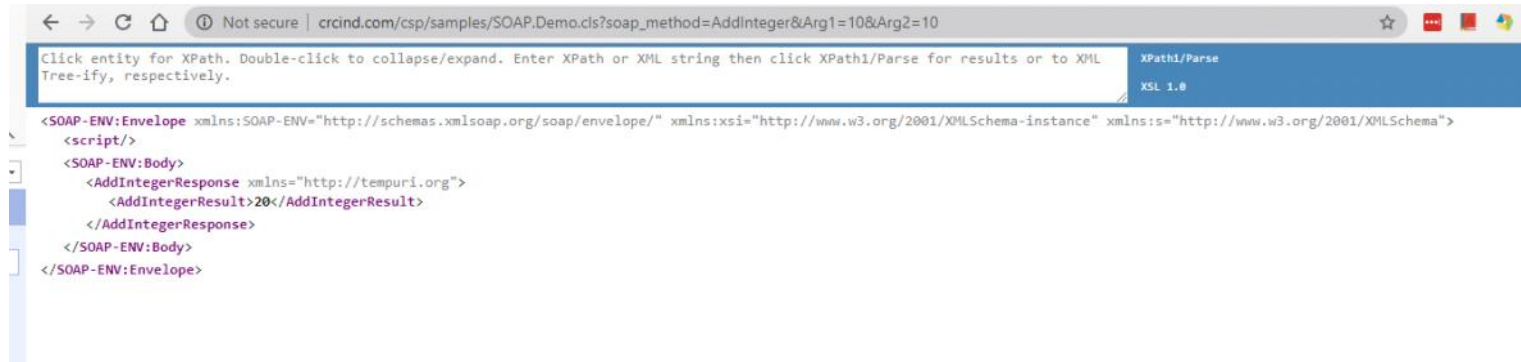 Not secure | crcind.com/csp/samples/SOAP.Demo.cls?soap_method=AddInteger&Arg1=10&Arg2=10
Click entity for XPath. Double-click to collapse/expand. Enter XPath or XML string then click XPath1/Parse for results or to XML
Tree-ify, respectively.
XPath1/Parse
XSL 1.0
<SOAP-ENV:Envelope xmlns:SOAP-ENV="http://schemas.xmlsoap.org/soap/envelope/" xmlns:xsi="http://www.w3.org/2001/XMLSchema-instance" xmlns:s="http://www.w3.org/2001/XMLSchema">
<script/>
<SOAP-ENV:Body>
<AddIntegerResponse xmlns="http://tempuri.org">
<AddIntegerResult>20</AddIntegerResult>
</AddIntegerResponse>
</SOAP-ENV:Body>
</SOAP-ENV:Envelope>